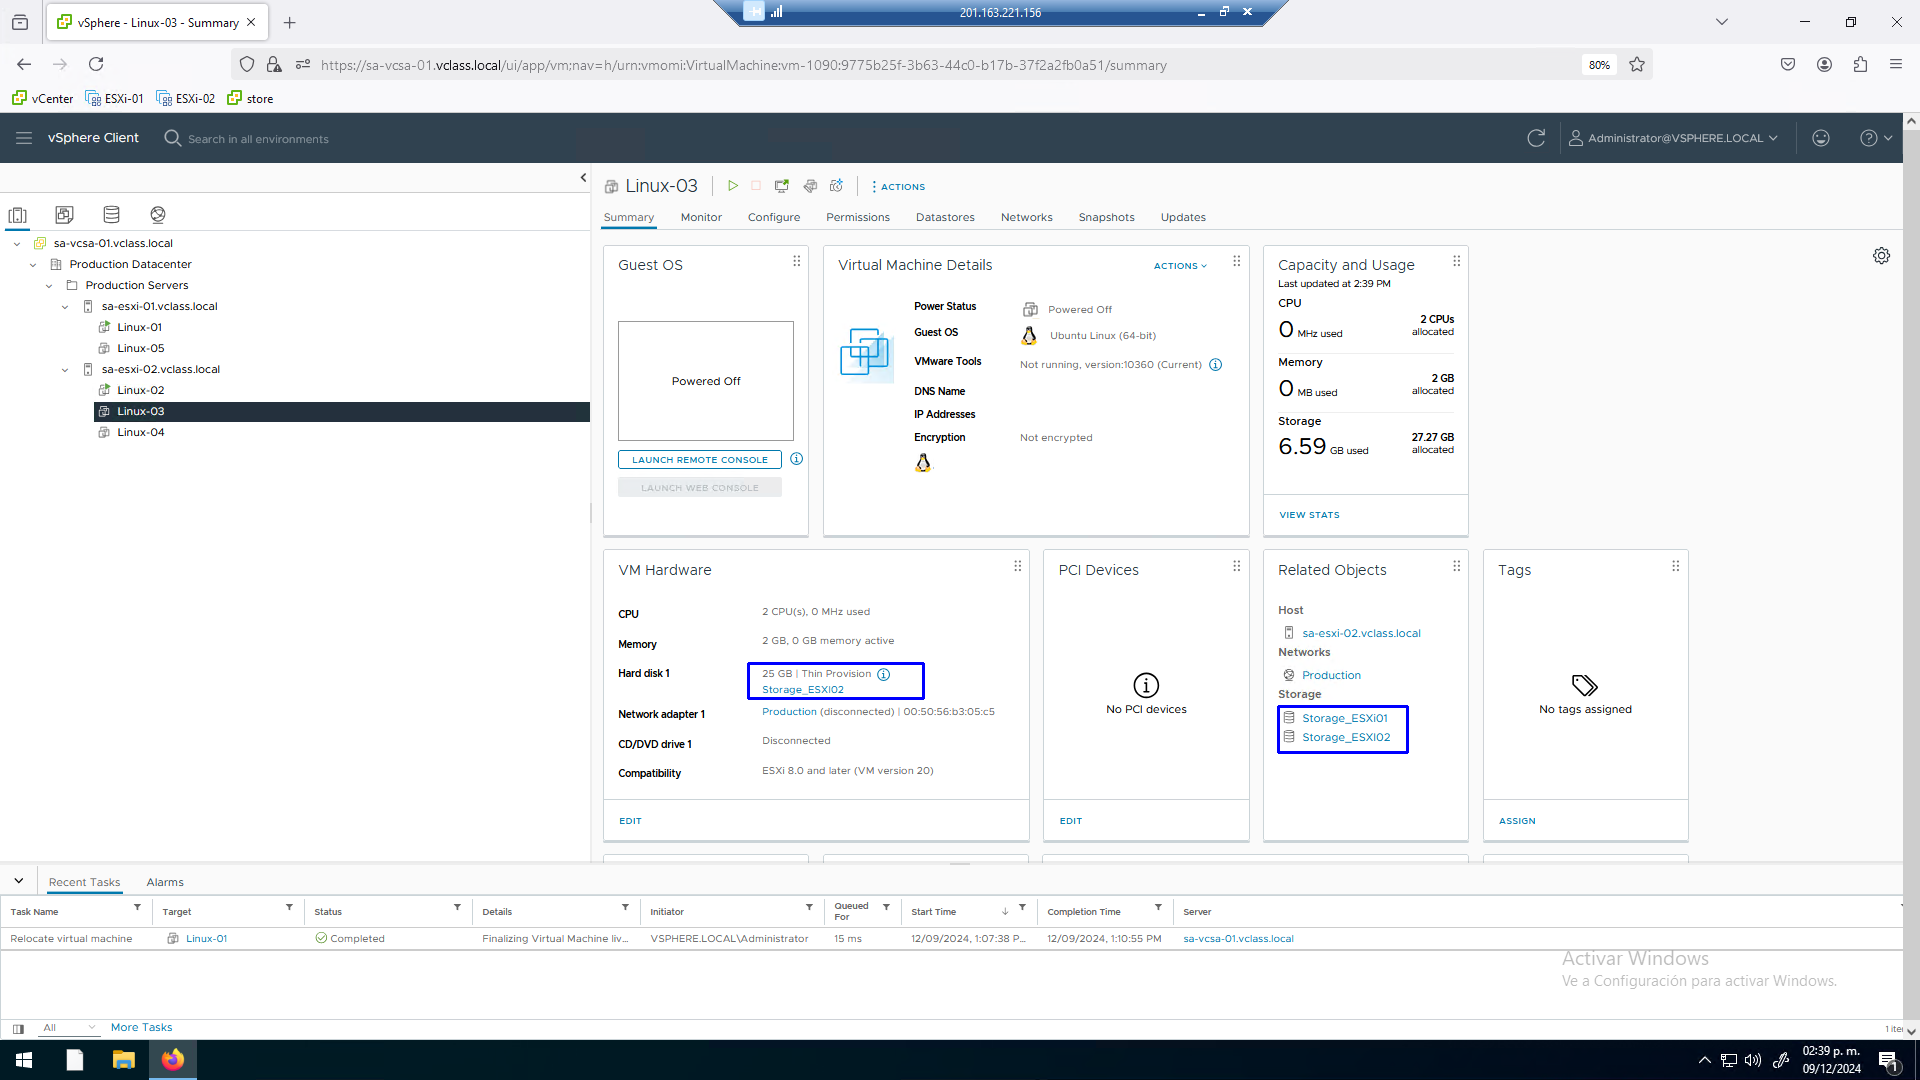 vSphere - Linux-03 - Summary
201.163.221.156
https://sa-vcsa-01.vclass.local/ui/app/vm;nav=h/urn:vmomi:VirtualMachine:vm-1090:9775b25f-3b63-44c0-b17b-37f2a2fb0a51/summary
80%
vCenter ESXi-01 ESXi-02 store
vSphere Client
Search in all environments
Administrator@VSPHERE.LOCAL
Linux-03
ACTIONS
Summary Monitor Configure Permissions Datastores Networks Snapshots Updates
sa-vcsa-01.vclass.local
Production Datacenter
Production Servers
sa-esxi-01.vclass.local
Linux-01
Linux-05
sa-esxi-02.vclass.local
Linux-02
Linux-03
Linux-04
Guest OS
Powered Off
LAUNCH REMOTE CONSOLE
LAUNCH WEB CONSOLE
Virtual Machine Details
ACTIONS
Power Status Powered Off
Guest OS Ubuntu Linux (64-bit)
VMware Tools Not running, version:10360 (Current)
DNS Name
IP Addresses
Encryption Not encrypted
Capacity and Usage
Last updated at 2:39 PM
CPU
0 MHz used
2 CPUs
allocated
Memory
0 MB used
2 GB
allocated
Storage
6.59 GB used
27.27 GB
allocated
VIEW STATS
VM Hardware
CPU 2 CPU(s), 0 MHz used
Memory 2 GB, 0 GB memory active
Hard disk 1 25 GB | Thin Provision
Storage_ESXI02
Network adapter 1 Production (disconnected) | 00:50:56:b3:05:c5
CD/DVD drive 1 Disconnected
Compatibility ESXi 8.0 and later (VM version 20)
EDIT
PCI Devices
No PCI devices
EDIT
Related Objects
Host
sa-esxi-02.vclass.local
Networks
Production
Storage
Storage_ESXi01
Storage_ESXI02
Tags
No tags assigned
ASSIGN
Recent Tasks Alarms
Task Name Target Status Details Initiator Queued For Start Time Completion Time Server
Relocate virtual machine Linux-01 Completed Finalizing Virtual Machine liv... VSPHERE.LOCAL\Administrator 15 ms 12/09/2024, 1:07:38 P... 12/09/2024, 1:10:55 PM sa-vcsa-01.vclass.local
Activar Windows
Ve a Configuración para activar Windows.
All More Tasks
02:39 p. m.
09/12/2024
1